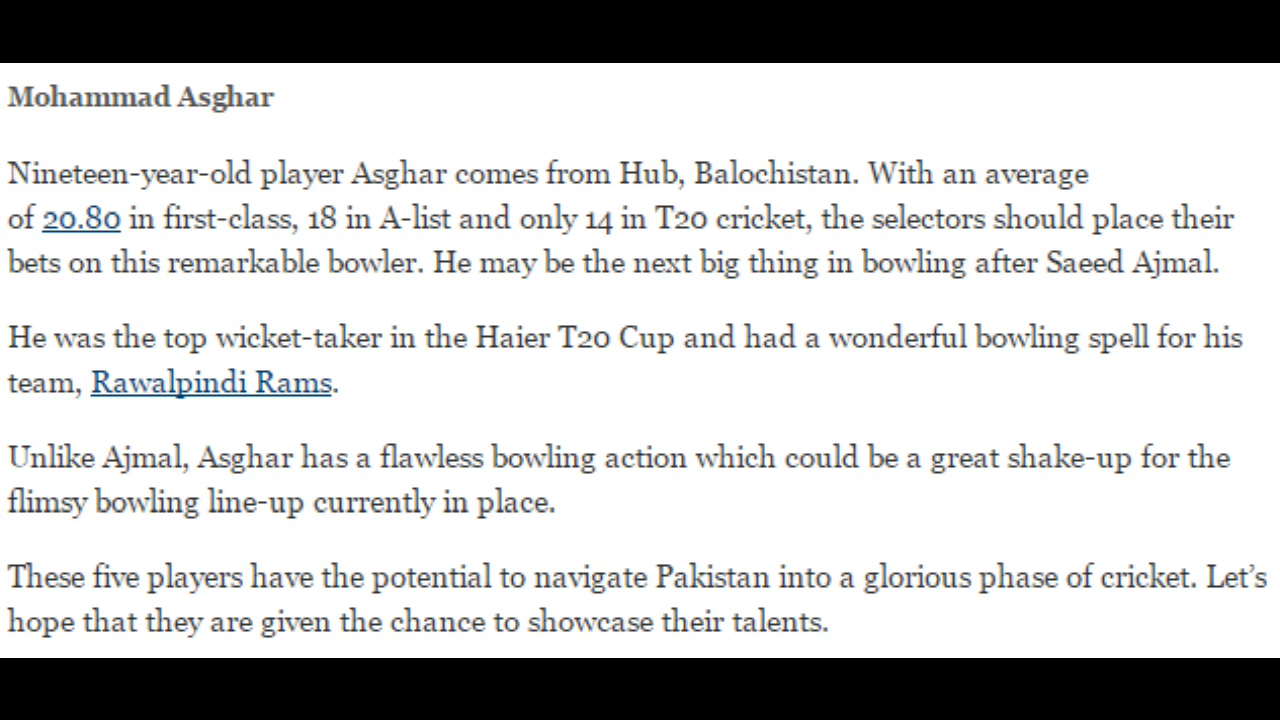 Mohammad Asghar
Nineteen-year-old player Asghar comes from Hub, Balochistan. With an average
of 20.80 in first-class, 18 in A-list and only 14 in T20 cricket, the selectors should place their
bets on this remarkable bowler. He may be the next big thing in bowling after Saeed Ajmal.
He was the top wicket-taker in the Haier T20 Cup and had a wonderful bowling spell for his
team, Rawalpindi Rams.
Unlike Ajmal, Asghar has a flawless bowling action which could be a great shake-up for the
flimsy bowling line-up currently in place.
These five players have the potential to navigate Pakistan into a glorious phase of cricket. Let’s
hope that they are given the chance to showcase their talents.